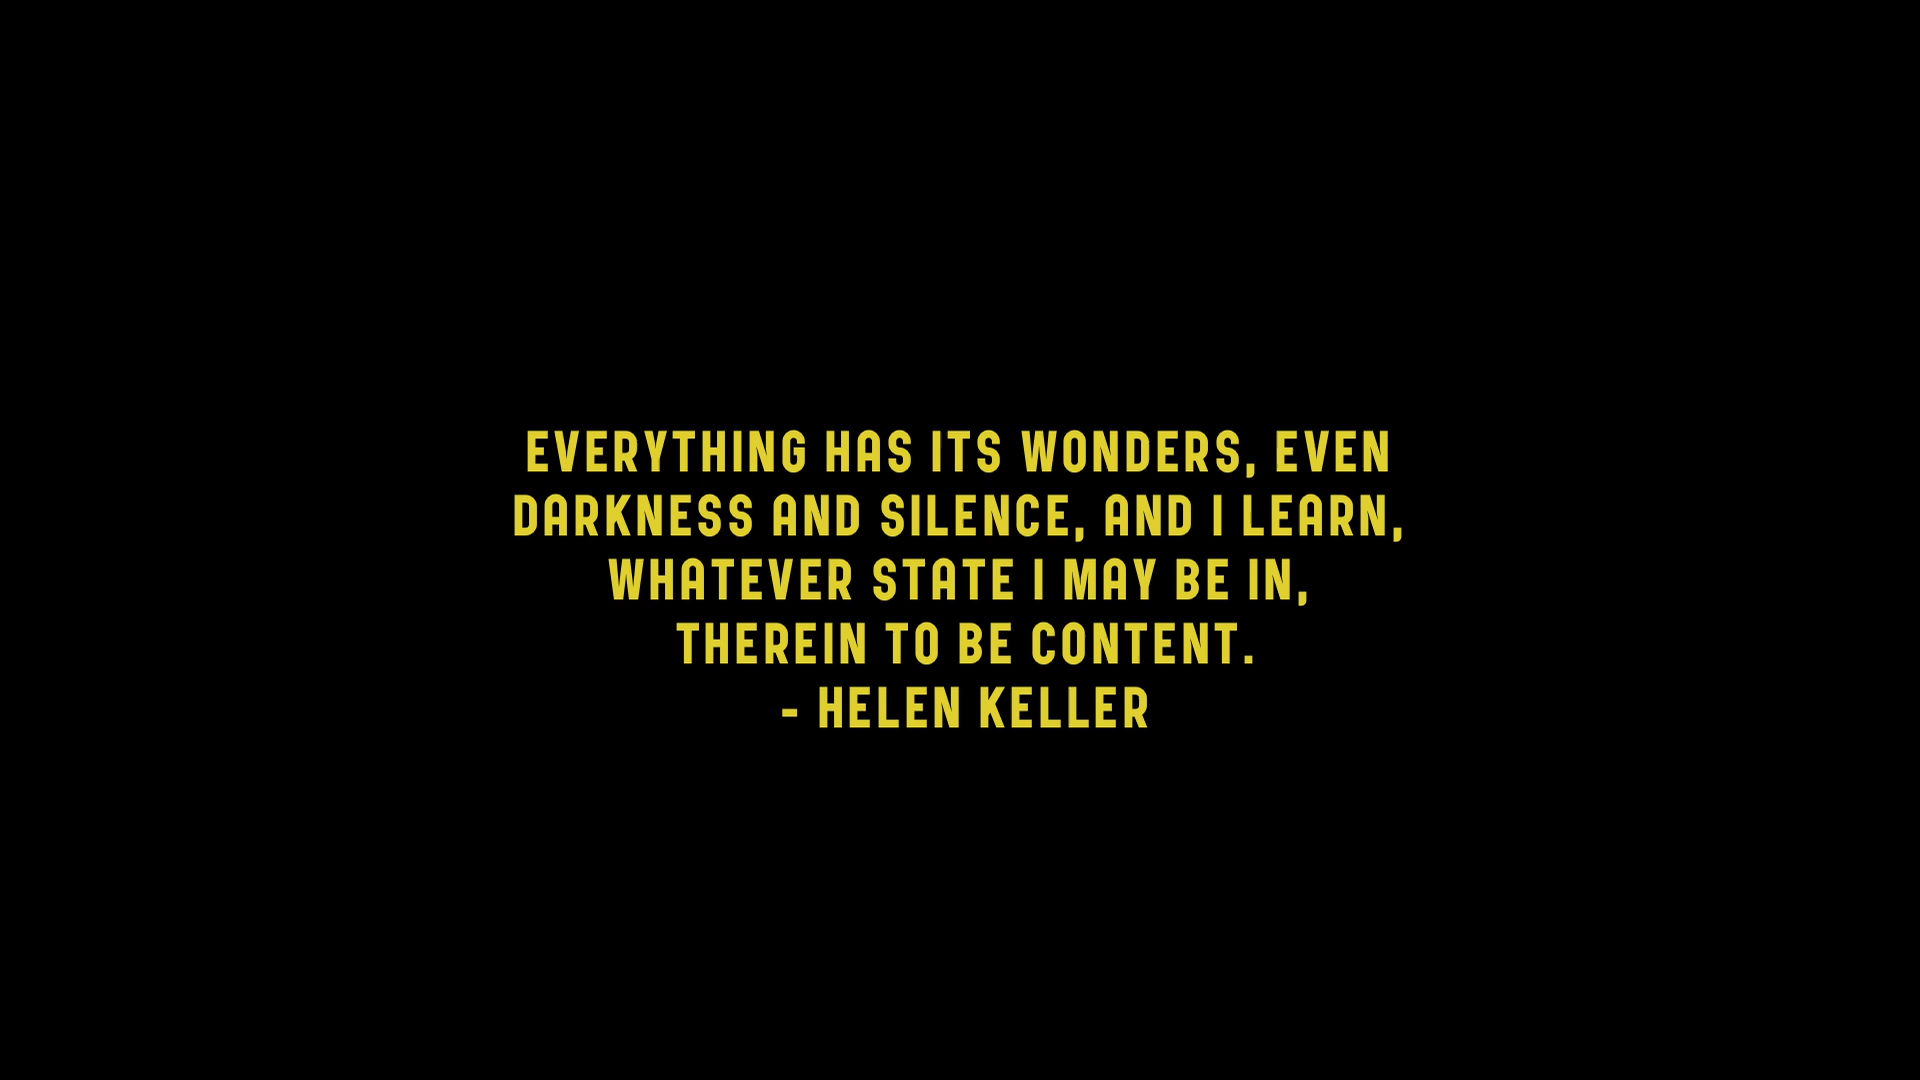 EVERYTHING HAS ITS WONDERS, EVEN
DARKNESS AND SILENCE, AND I LEARN,
WHATEVER STATE I MAY BE IN,
THEREIN TO BE CONTENT.
- HELEN KELLER